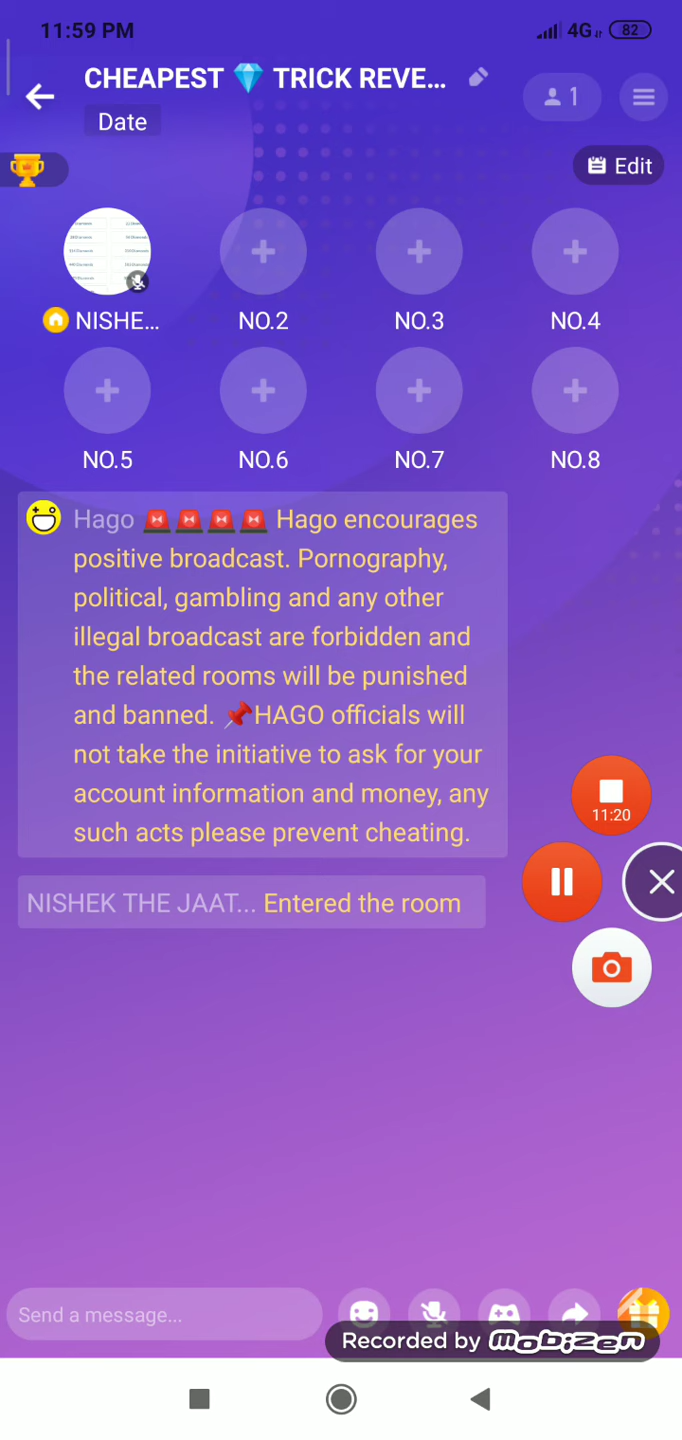 11:59 PM 4G 82
CHEAPEST 💎 TRICK REVE...
1
Date
Edit
NISHE... NO.2 NO.3 NO.4
NO.5 NO.6 NO.7 NO.8
Hago 🚨🚨🚨🚨 Hago encourages
positive broadcast. Pornography,
political, gambling and any other
illegal broadcast are forbidden and
the related rooms will be punished
and banned. 📌HAGO officials will
not take the initiative to ask for your
account information and money, any
such acts please prevent cheating.
11:20
NISHEK THE JAAT... Entered the room
Send a message...
Recorded by mobizen